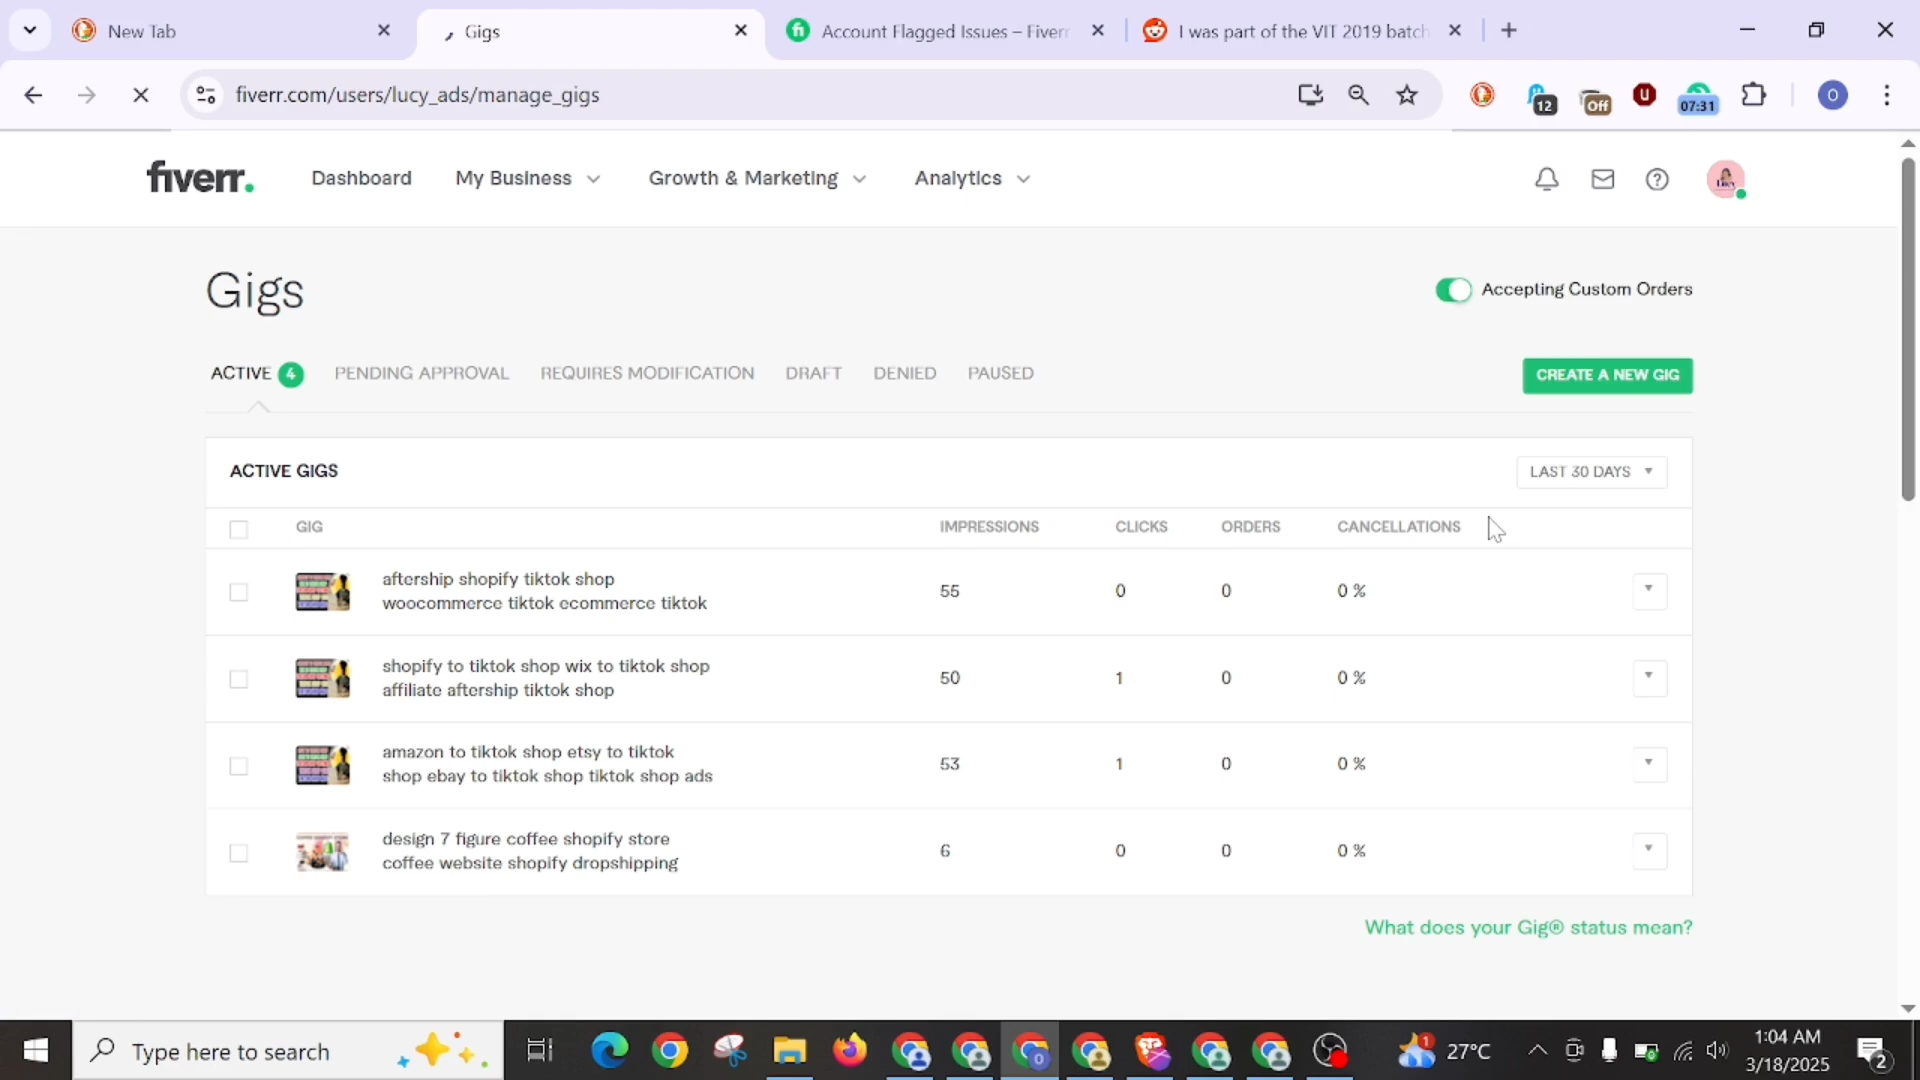 New Tab
Gigs
Account Flagged Issues – Fiverr
I was part of the VIT 2019 batch
fiverr.com/users/lucy_ads/manage_gigs
12
Off
07:31
O
fiverr.
Dashboard
My Business
Growth & Marketing
Analytics
Gigs
Accepting Custom Orders
ACTIVE 4
PENDING APPROVAL
REQUIRES MODIFICATION
DRAFT
DENIED
PAUSED
CREATE A NEW GIG
ACTIVE GIGS
LAST 30 DAYS
GIG
IMPRESSIONS
CLICKS
ORDERS
CANCELLATIONS
aftership shopify tiktok shop
woocommerce tiktok ecommerce tiktok
55
0
0
0 %
shopify to tiktok shop wix to tiktok shop
affiliate aftership tiktok shop
50
1
0
0 %
amazon to tiktok shop etsy to tiktok
shop ebay to tiktok shop tiktok shop ads
53
1
0
0 %
design 7 figure coffee shopify store
coffee website shopify dropshipping
6
0
0
0 %
What does your Gig® status mean?
Type here to search
27°C
1:04 AM
3/18/2025
2